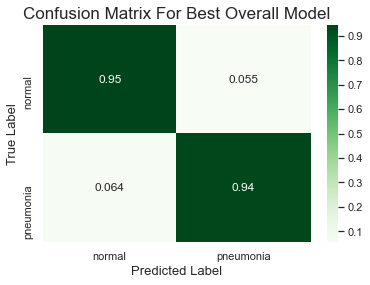 Confusion Matrix For Best Overall Model
True Label
normal
pneumonia
0.95
0.055
0.064
0.94
normal
pneumonia
Predicted Label
0.9
0.8
0.7
0.6
0.5
0.4
0.3
0.2
0.1